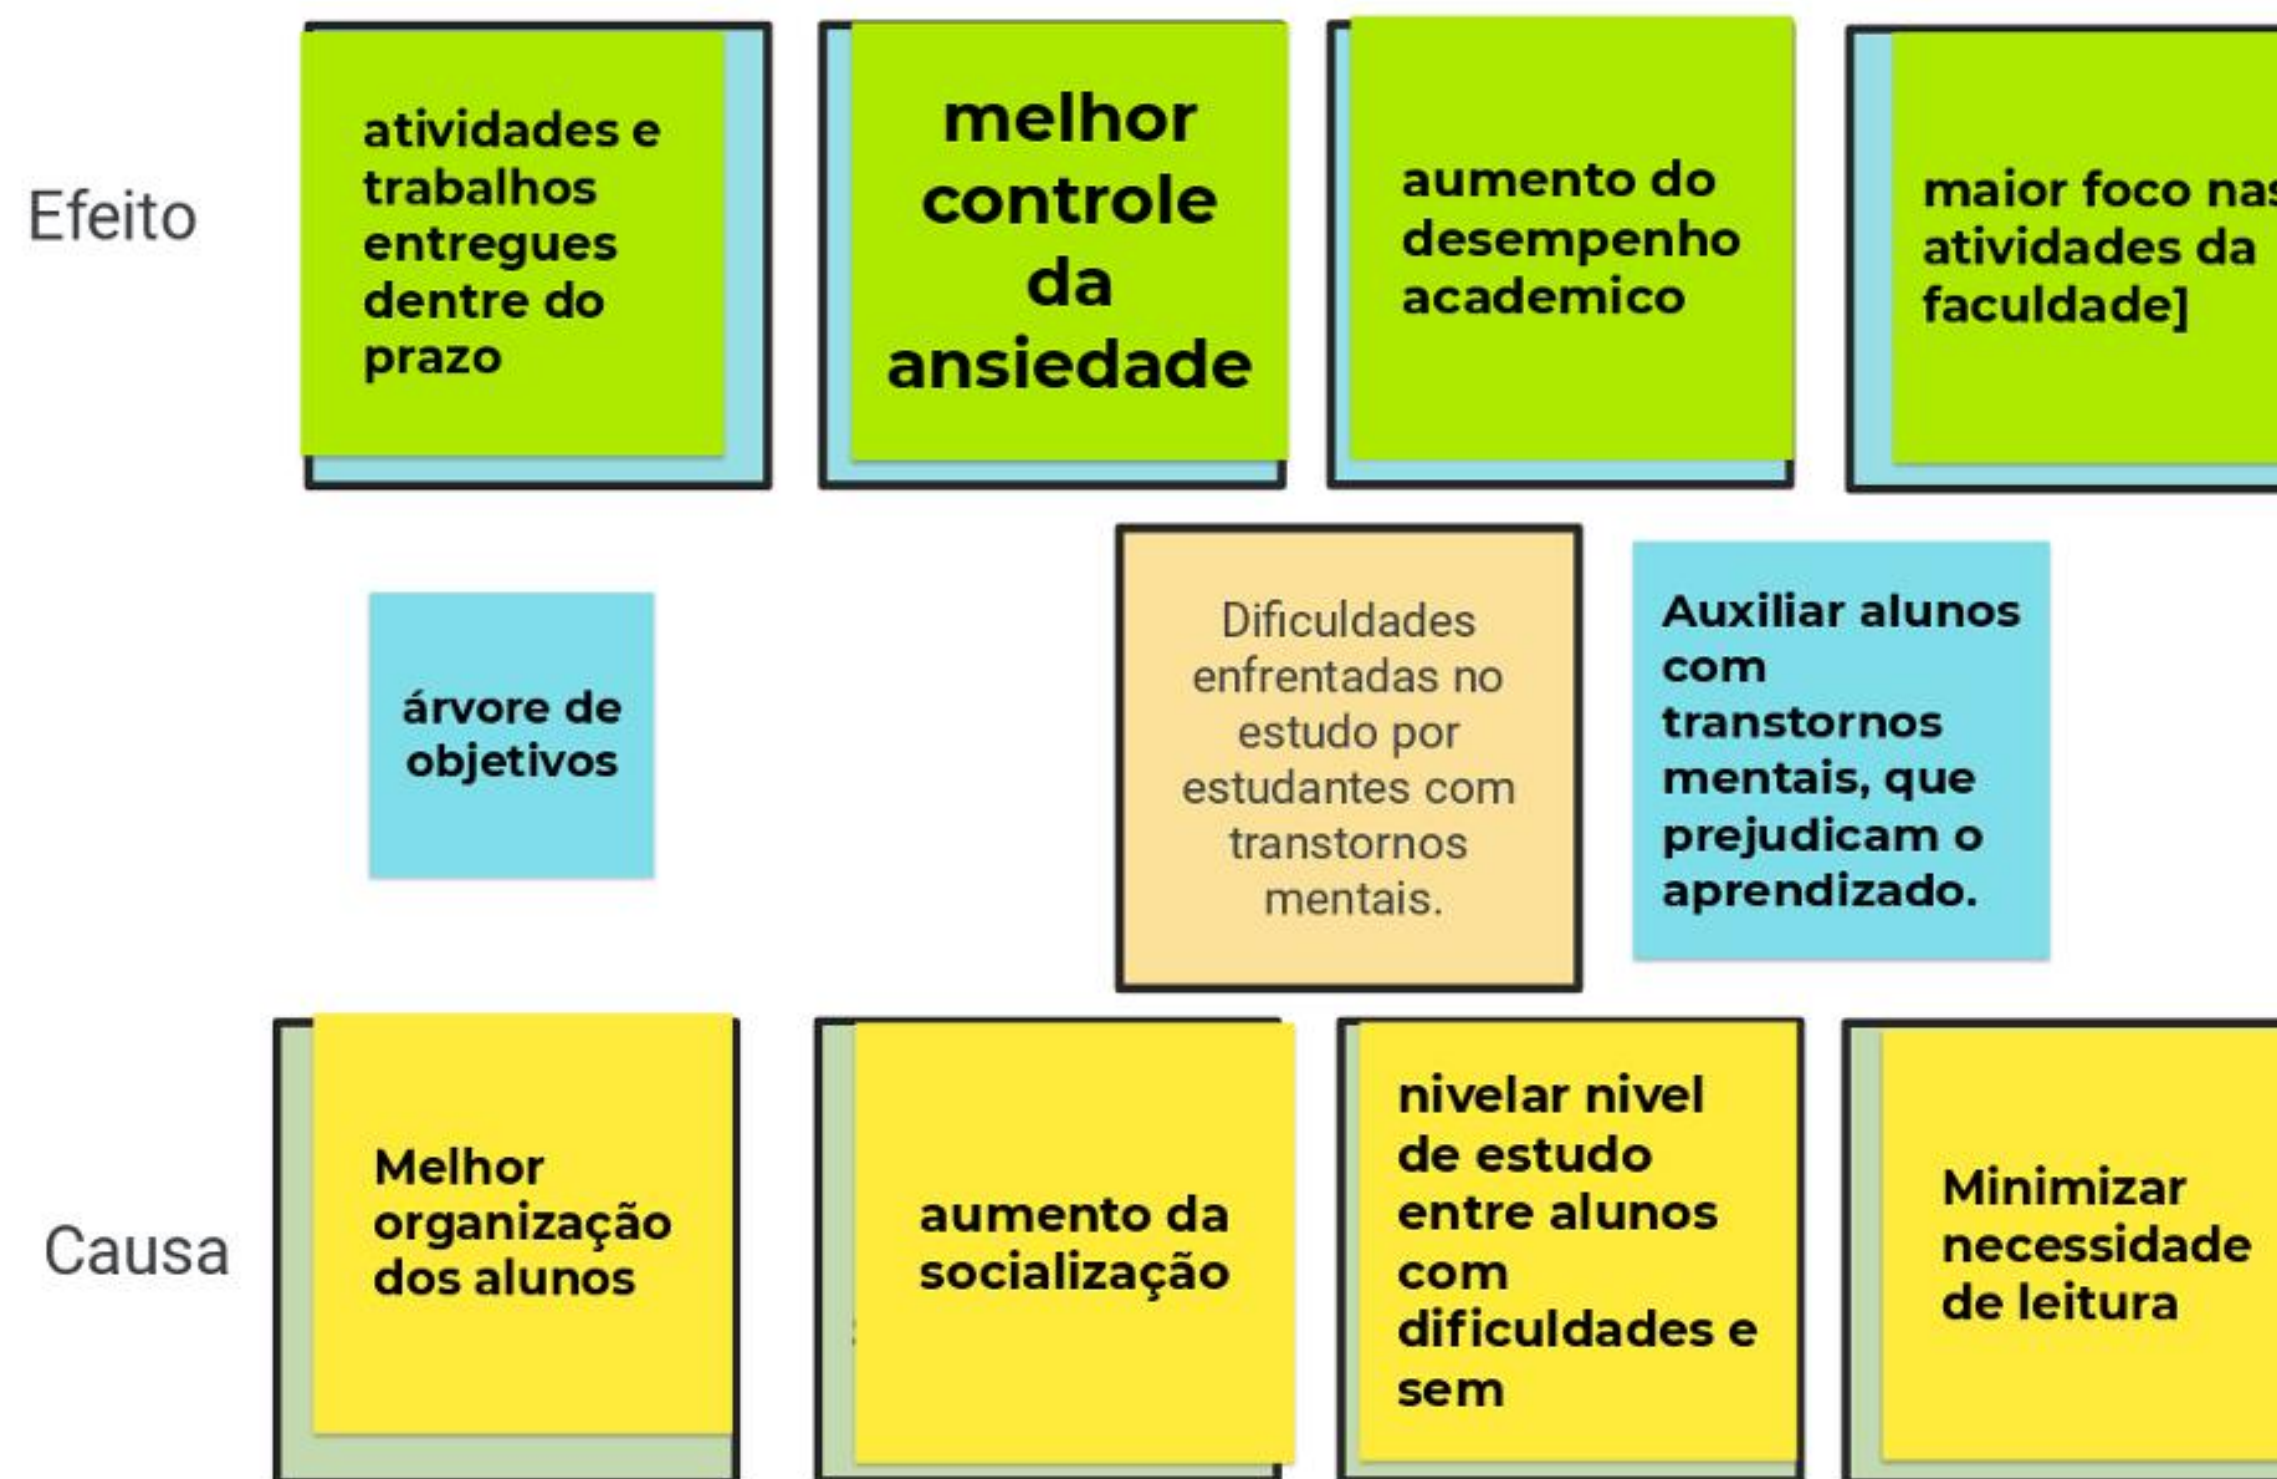 Efeito
atividades e
trabalhos
entregues
dentre do
prazo
melhor
controle
da
ansiedade
aumento do
desempenho
academico
maior foco nas
atividades da
faculdade]
árvore de
objetivos
Dificuldades
enfrentadas no
estudo por
estudantes com
transtornos
mentais.
Auxiliar alunos
com
transtornos
mentais, que
prejudicam o
aprendizado.
Causa
Melhor
organização
dos alunos
aumento da
socialização
nivelar nivel
de estudo
entre alunos
com
dificuldades e
sem
Minimizar
necessidade
de leitura